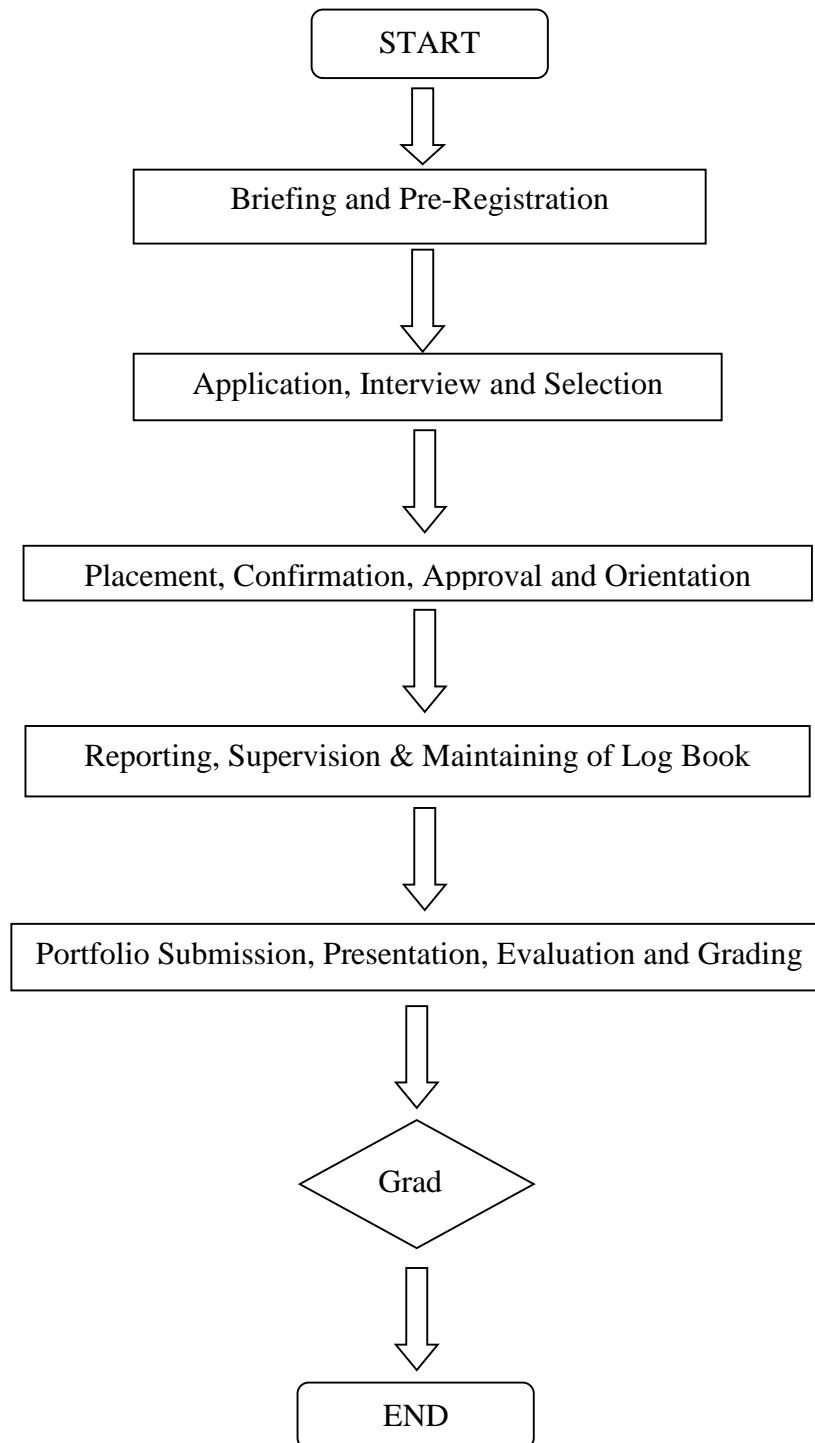 START
Briefing and Pre-Registration
Application, Interview and Selection
Placement, Confirmation, Approval and Orientation
Reporting, Supervision & Maintaining of Log Book
Portfolio Submission, Presentation, Evaluation and Grading
Grad
END